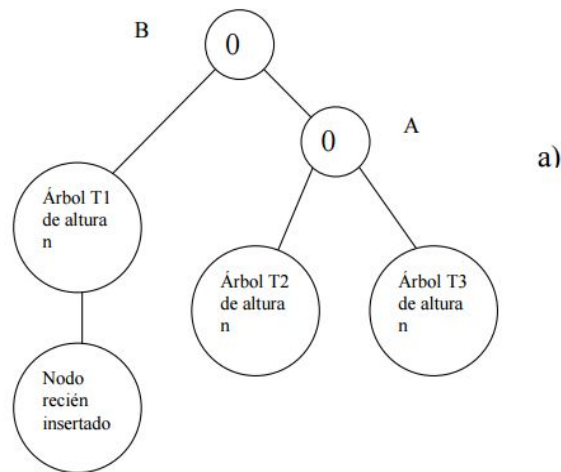 B
0
0
A
a)
Árbol T1
de altura
n
Árbol T2
de altura
n
Árbol T3
de altura
n
Nodo
recién
insertado